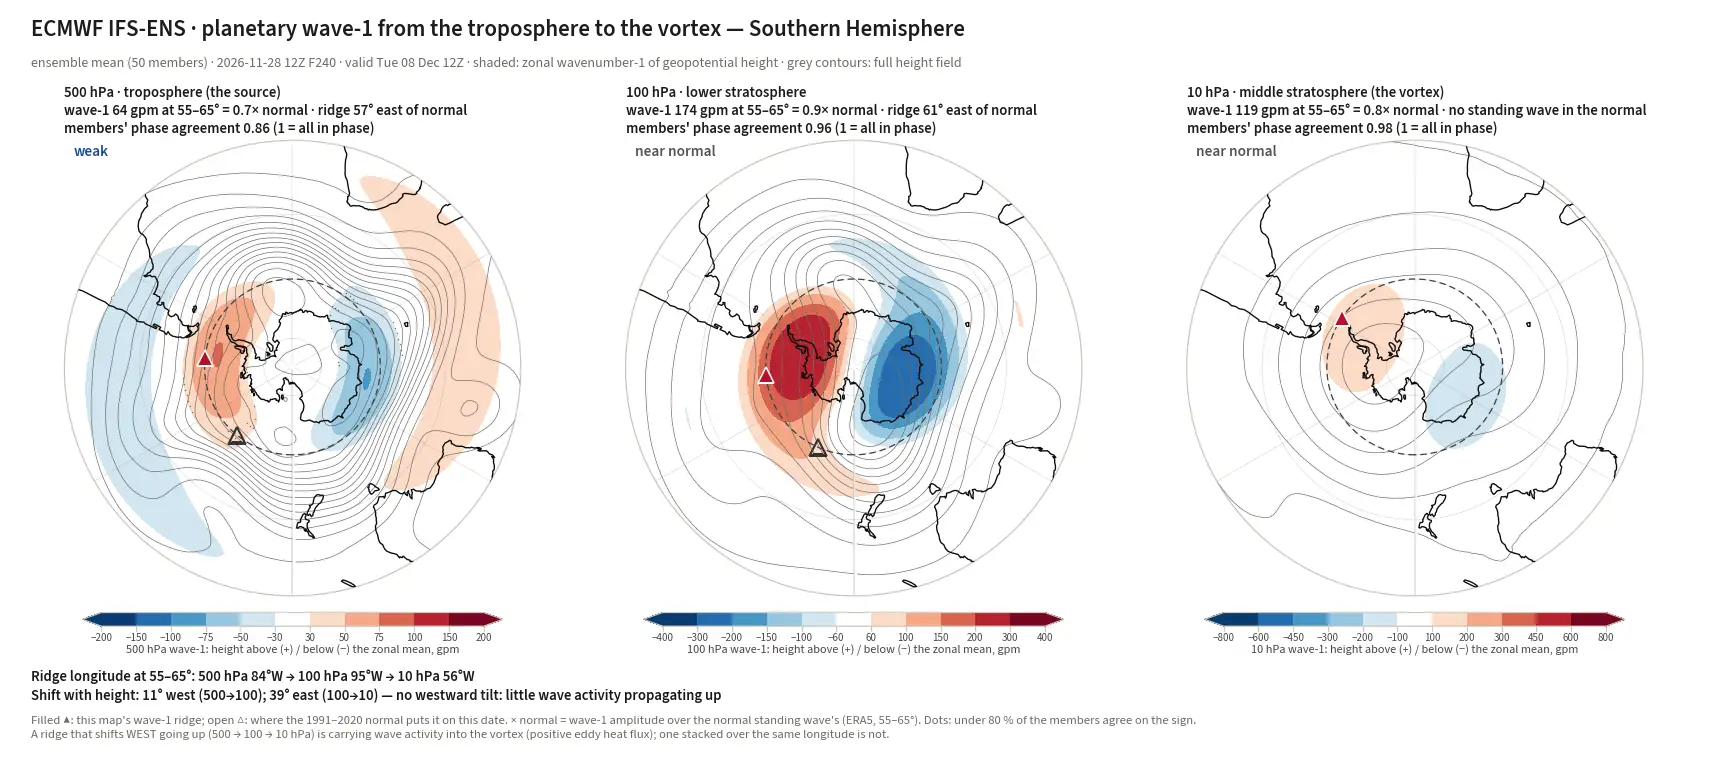 ECMWF IFS-ENS · planetary wave-1 from the troposphere to the vortex — Southern Hemisphere
ensemble mean (50 members) · 2026-11-28 12Z F240 · valid Tue 08 Dec 12Z · shaded: zonal wavenumber-1 of geopotential height · grey contours: full height field
500 hPa · troposphere (the source)
wave-1 64 gpm at 55–65° = 0.7× normal · ridge 57° east of normal
members' phase agreement 0.86 (1 = all in phase)
weak
100 hPa · lower stratosphere
wave-1 174 gpm at 55–65° = 0.9× normal · ridge 61° east of normal
members' phase agreement 0.96 (1 = all in phase)
near normal
10 hPa · middle stratosphere (the vortex)
wave-1 119 gpm at 55–65° = 0.8× normal · no standing wave in the normal
members' phase agreement 0.98 (1 = all in phase)
near normal
−200 −150 −100 −75 −50 −30 30 50 75 100 150 200
500 hPa wave-1: height above (+) / below (−) the zonal mean, gpm
−400 −300 −200 −150 −100 −60 60 100 150 200 300 400
100 hPa wave-1: height above (+) / below (−) the zonal mean, gpm
−800 −600 −450 −300 −200 −100 100 200 300 450 600 800
10 hPa wave-1: height above (+) / below (−) the zonal mean, gpm
Ridge longitude at 55–65°: 500 hPa 84°W → 100 hPa 95°W → 10 hPa 56°W
Shift with height: 11° west (500→100); 39° east (100→10) — no westward tilt: little wave activity propagating up
Filled ▲: this map's wave-1 ridge; open △: where the 1991–2020 normal puts it on this date. × normal = wave-1 amplitude over the normal standing wave's (ERA5, 55–65°). Dots: under 80 % of the members agree on the sign.
A ridge that shifts WEST going up (500 → 100 → 10 hPa) is carrying wave activity into the vortex (positive eddy heat flux); one stacked over the same longitude is not.